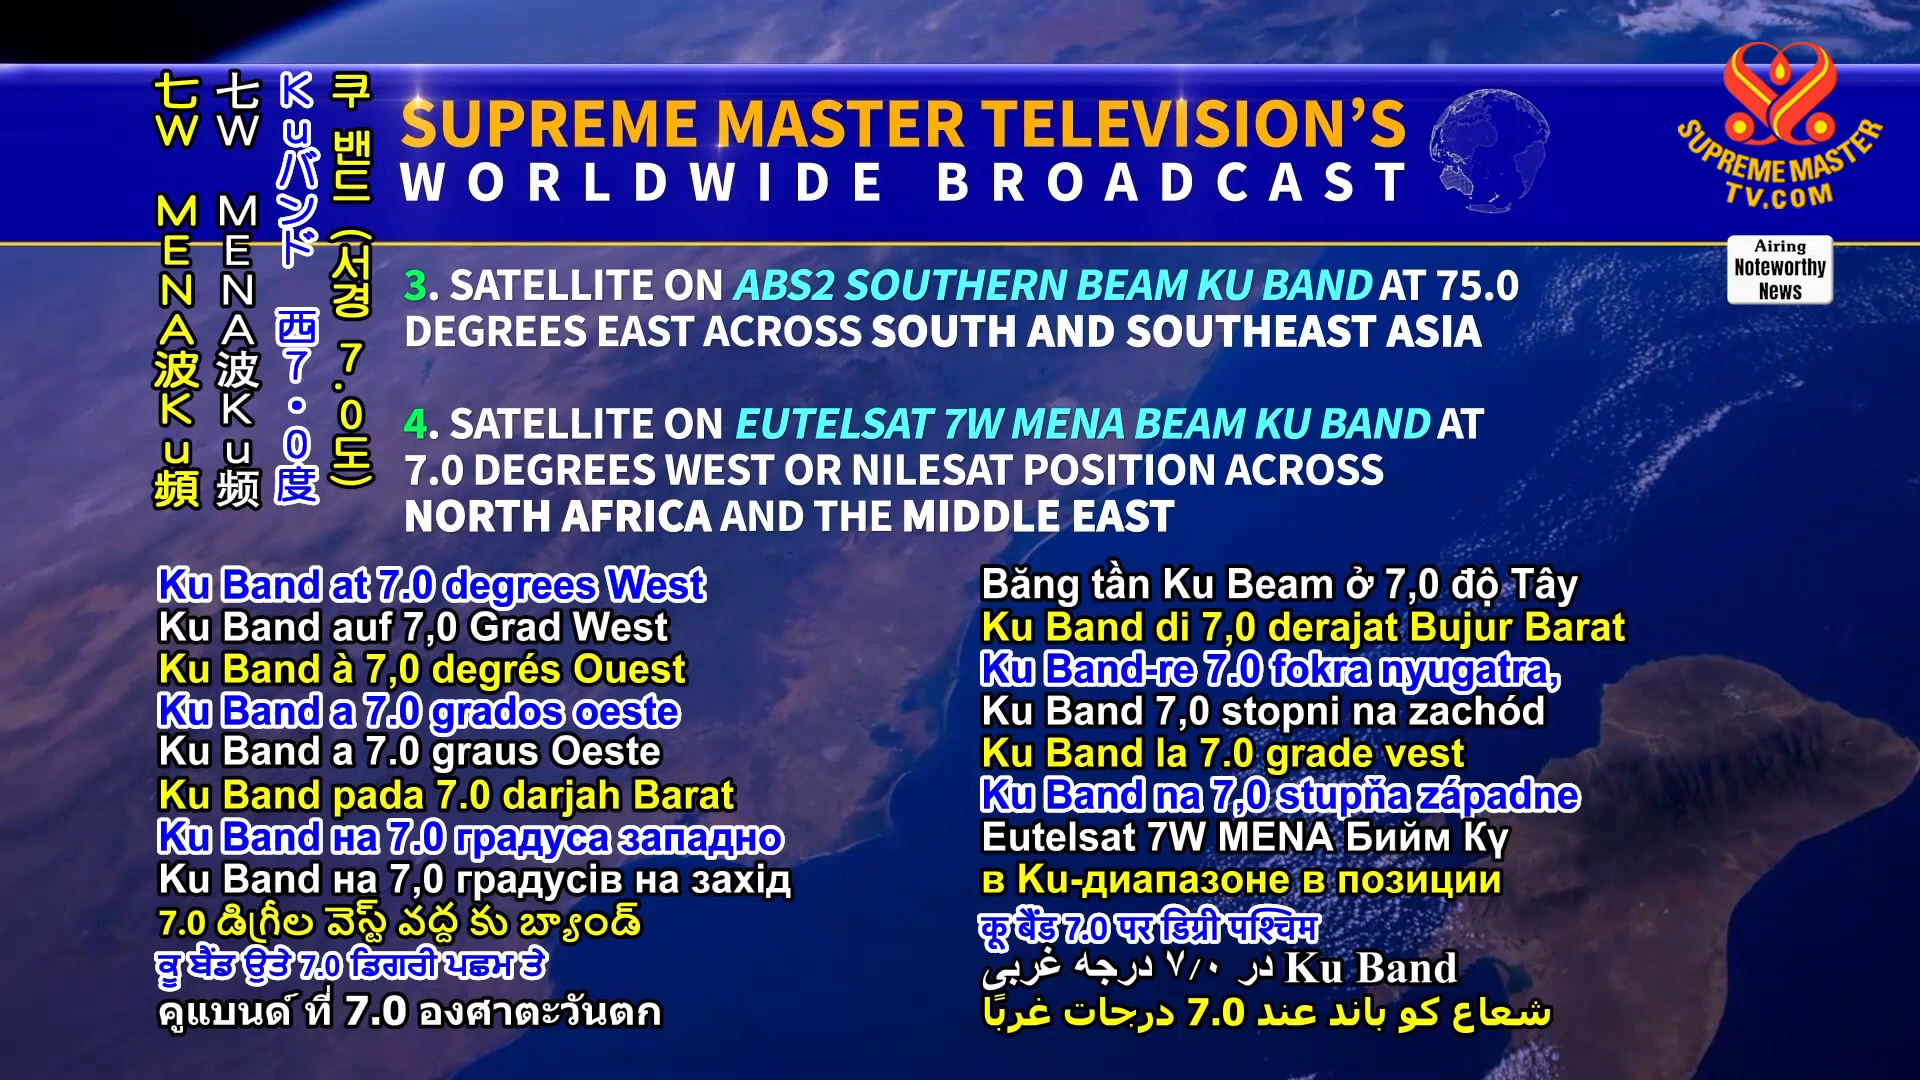 七W MENA波Ku頻
七W MENA波Ku频
Kuバンド 西7・0度
쿠 밴드 (서경 7.0도)
SUPREME MASTER TELEVISION’S
WORLDWIDE BROADCAST
SUPREME MASTER
TV.COM
Airing
Noteworthy
News
3. SATELLITE ON ABS2 SOUTHERN BEAM KU BAND AT 75.0
DEGREES EAST ACROSS SOUTH AND SOUTHEAST ASIA
4. SATELLITE ON EUTELSAT 7W MENA BEAM KU BAND AT
7.0 DEGREES WEST OR NILESAT POSITION ACROSS
NORTH AFRICA AND THE MIDDLE EAST
Ku Band at 7.0 degrees West
Ku Band auf 7,0 Grad West
Ku Band à 7,0 degrés Ouest
Ku Band a 7.0 grados oeste
Ku Band a 7.0 graus Oeste
Ku Band pada 7.0 darjah Barat
Ku Band на 7.0 градуса западно
Ku Band на 7,0 градусів на захід
7.0 డిగ్రీల వెస్ట్ వద్ద కు బ్యాండ్
ਕੂ ਬੈਂਡ ਉਤੇ 7.0 ਡਿਗਰੀ ਪਛਮ ਤੇ
คูแบนด์ ที่ 7.0 องศาตะวันตก
Băng tần Ku Beam ở 7,0 độ Tây
Ku Band di 7,0 derajat Bujur Barat
Ku Band-re 7.0 fokra nyugatra,
Ku Band 7,0 stopni na zachód
Ku Band la 7.0 grade vest
Ku Band na 7,0 stupňa západne
Eutelsat 7W MENA Бийм Кү
в Ku-диапазоне в позиции
कू बैंड 7.0 पर डिग्री पश्चिम
Ku Band در ۷/۰ درجه غربی
شعاع كو باند عند 7.0 درجات غربًا